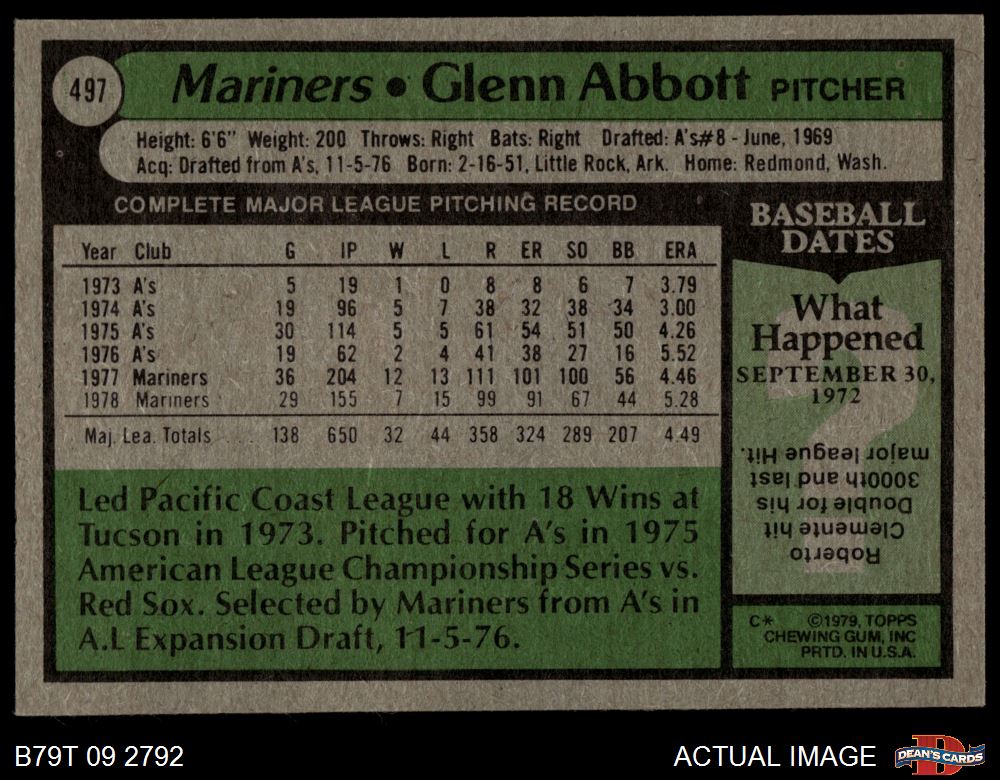 497 Mariners • Glenn Abbott PITCHER
Height: 6'6" Weight: 200 Throws: Right Bats: Right Drafted: A's#8 - June, 1969
Acq: Drafted from A's, 11-5-76 Born: 2-16-51, Little Rock, Ark. Home: Redmond, Wash.
COMPLETE MAJOR LEAGUE PITCHING RECORD
Year Club G IP W L R ER SO BB ERA
1973 A's 5 19 1 0 8 8 6 7 3.79
1974 A's 19 96 5 7 38 32 38 34 3.00
1975 A's 30 114 5 5 61 54 51 50 4.26
1976 A's 19 62 2 4 41 38 27 16 5.52
1977 Mariners 36 204 12 13 111 101 100 56 4.46
1978 Mariners 29 155 7 15 99 91 67 44 5.28
Maj. Lea. Totals .... 138 650 32 44 358 324 289 207 4.49
Led Pacific Coast League with 18 Wins at
Tucson in 1973. Pitched for A's in 1975
American League Championship Series vs.
Red Sox. Selected by Mariners from A's in
A.L Expansion Draft, 11-5-76.
BASEBALL
DATES
What
Happened
SEPTEMBER 30,
1972
?
Roberto
Clemente hit
Double for his
3000th and last
major league Hit.
C* ©1979, TOPPS
CHEWING GUM, INC
PRTD. IN U.S.A.
B79T 09 2792
ACTUAL IMAGE
D
DEAN'S CARDS